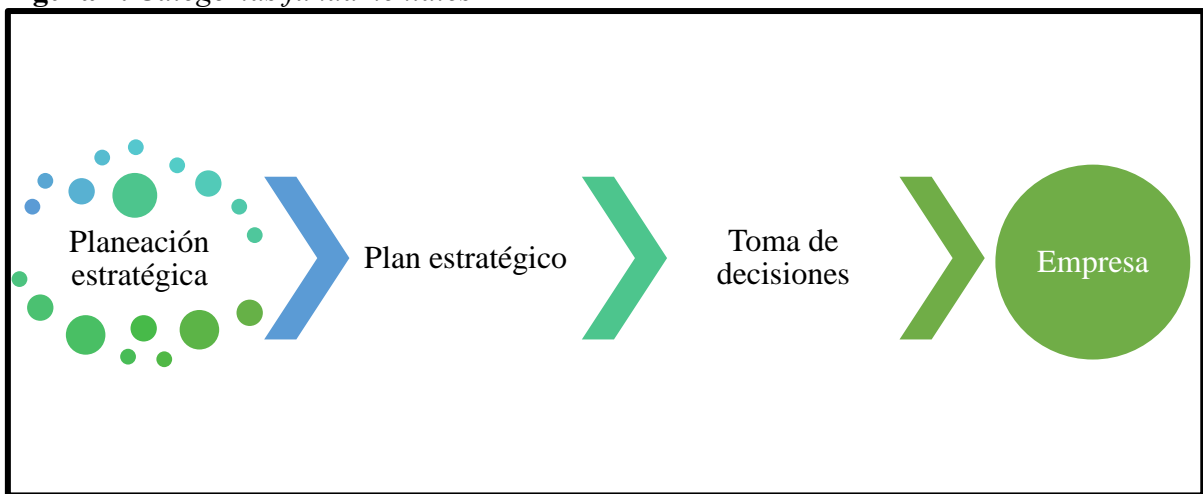 Planeación
estratégica
Plan estratégico
Toma de
decisiones
Empresa